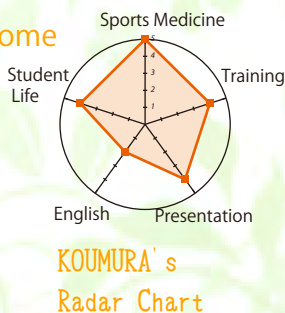 ome
Sports Medicine
5
4
3
2
1
Student
Life
Training
English
Presentation
KOUMURA's
Radar Chart